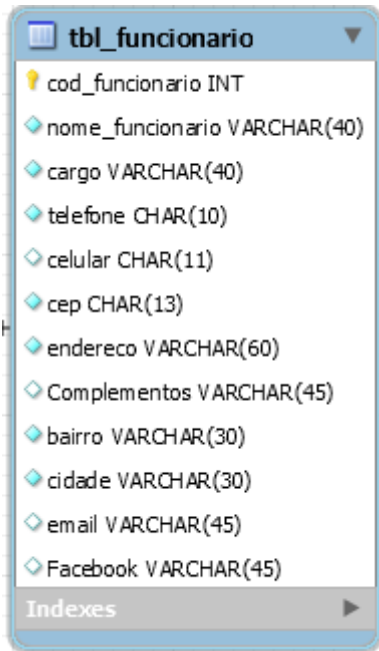 tbl_funcionario
cod_funcionario INT
nome_funcionario VARCHAR(40)
cargo VARCHAR(40)
telefone CHAR(10)
celular CHAR(11)
cep CHAR(13)
endereco VARCHAR(60)
Complementos VARCHAR(45)
bairro VARCHAR(30)
cidade VARCHAR(30)
email VARCHAR(45)
Facebook VARCHAR(45)
Indexes